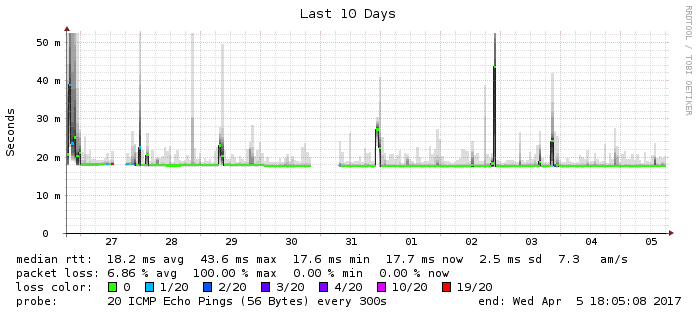 Last 10 Days
RRDTOOL / TOBI OETIKER
Seconds
50 m
40 m
30 m
20 m
10 m
0
27 28 29 30 31 01 02 03 04 05
median rtt: 18.2 ms avg 43.6 ms max 17.6 ms min 17.7 ms now 2.5 ms sd 7.3 am/s
packet loss: 6.86 % avg 100.00 % max 0.00 % min 0.00 % now
loss color: 0 1/20 2/20 3/20 4/20 10/20 19/20
probe: 20 ICMP Echo Pings (56 Bytes) every 300s end: Wed Apr 5 18:05:08 2017